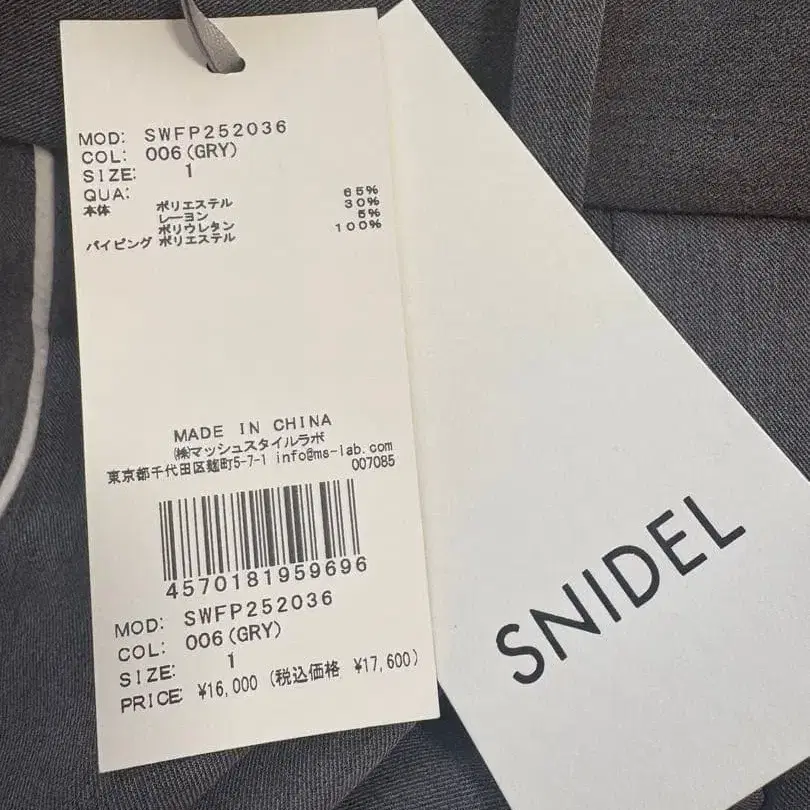 MOD: SWFP252036
COL: 006(GRY)
SIZE: 1
QUA:
本体 ポリエステル 65%
レーヨン 30%
ポリウレタン 5%
パイピング ポリエステル 100%
MADE IN CHINA
㈱マッシュスタイルラボ
東京都千代田区麹町5-7-1 info@ms-lab.com
007085
4570181959696
MOD: SWFP252036
COL: 006(GRY)
SIZE: 1
PRICE: ¥16,000 (税込価格 ¥17,600)
SNIDEL